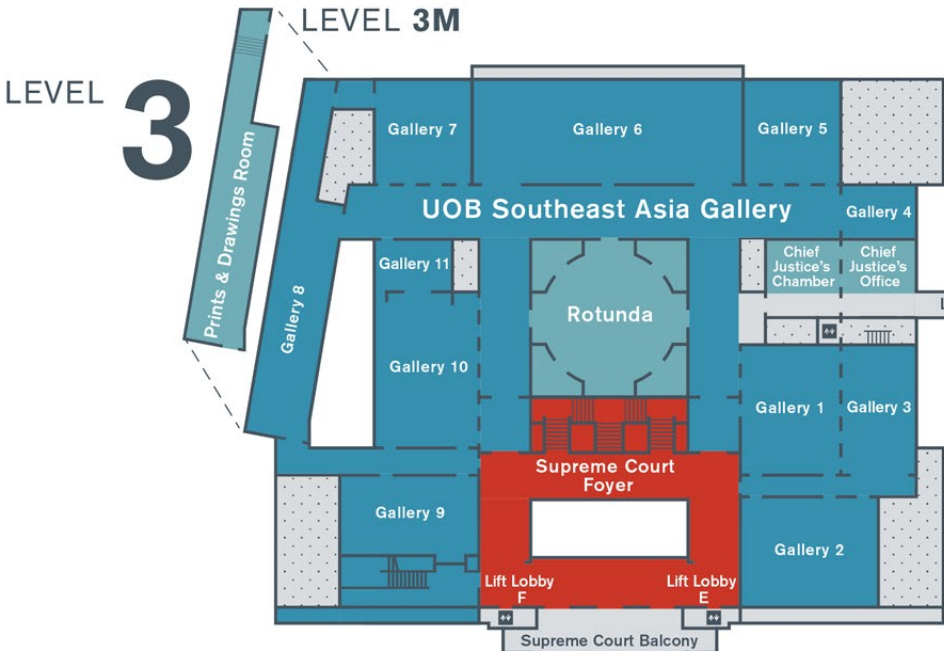 LEVEL 3M
LEVEL 3
Prints & Drawings Room
Gallery 7
Gallery 6
Gallery 5
UOB Southeast Asia Gallery
Gallery 4
Gallery 8
Gallery 11
Chief
Justice's
Chamber
Chief
Justice's
Office
L
Rotunda
Gallery 10
Gallery 1
Gallery 3
Supreme Court
Foyer
Gallery 9
Gallery 2
Lift Lobby
F
Lift Lobby
E
Supreme Court Balcony